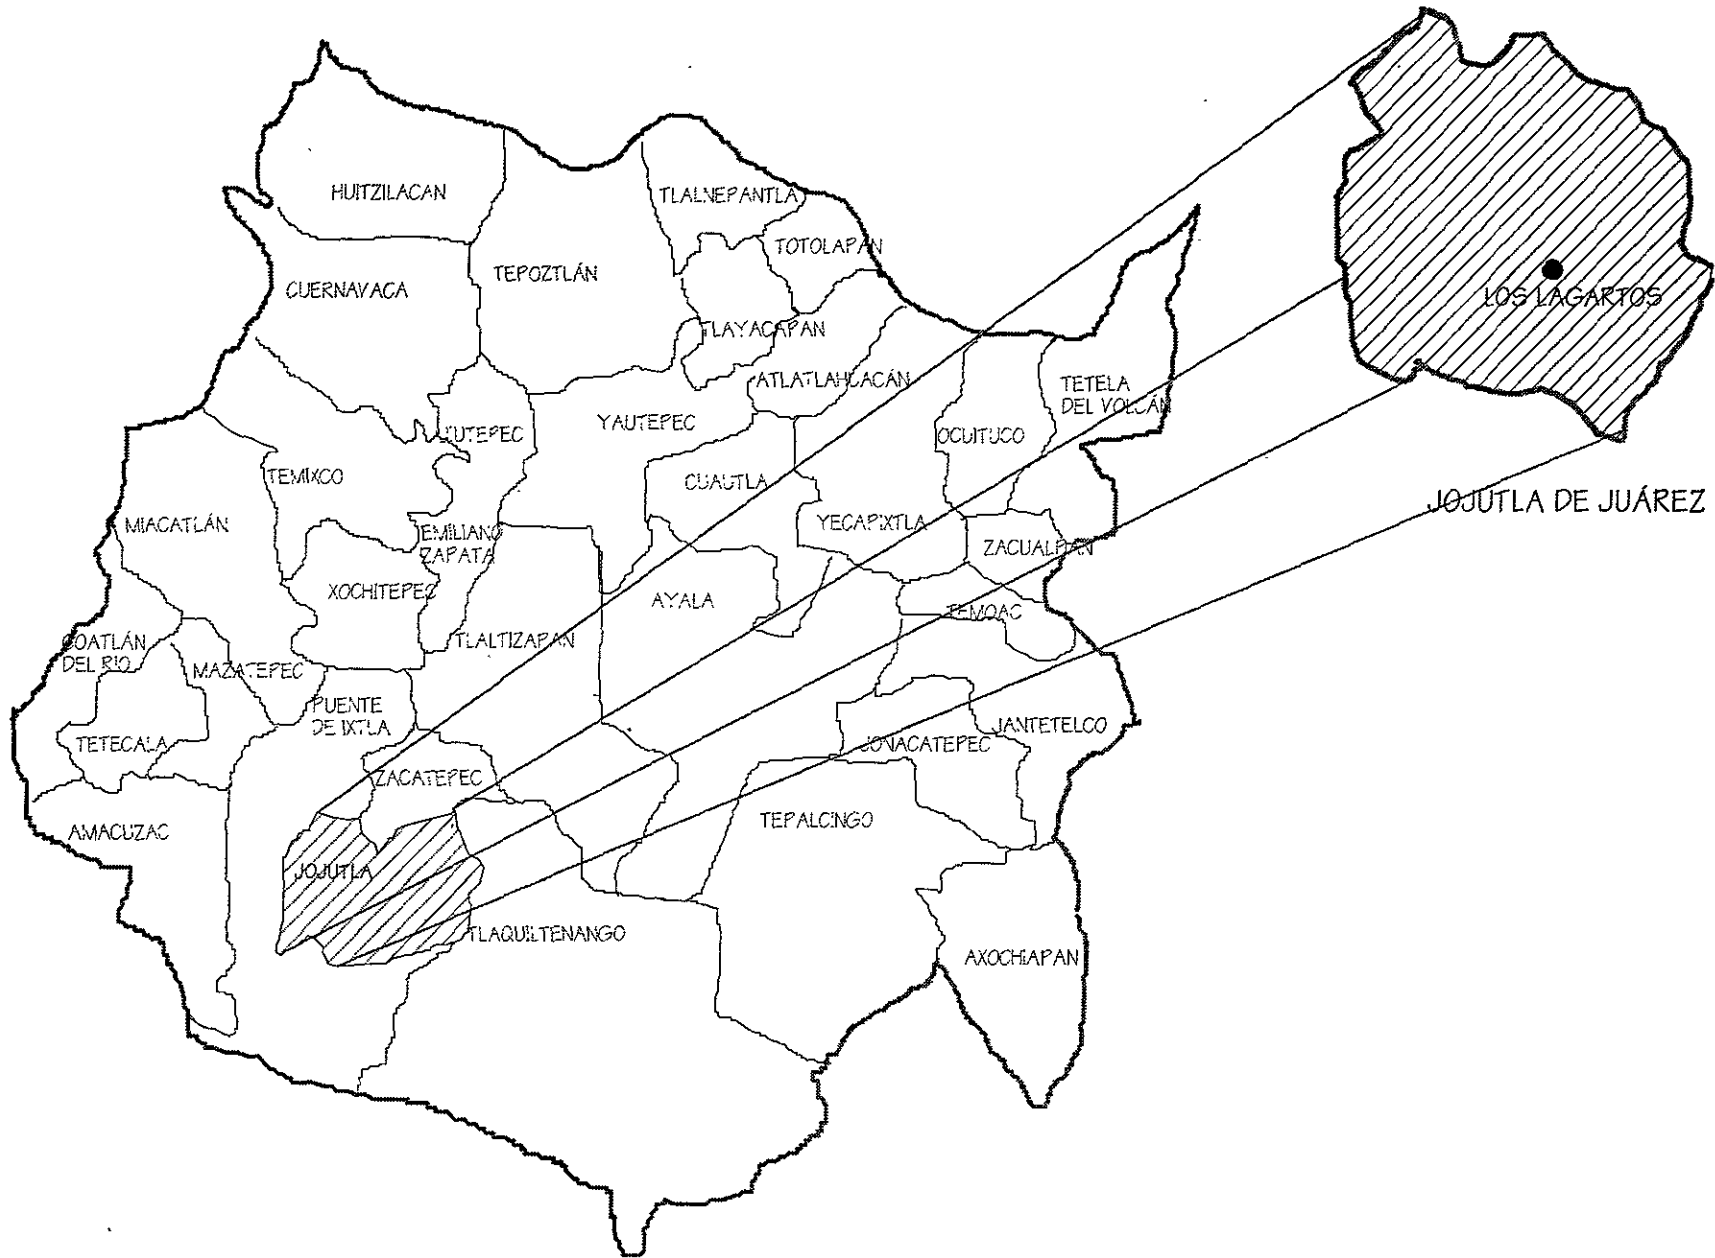 HUITZILACAN
TLALNEPANTLA
TOTOLAPAN
TEPOZTLÁN
CUERNAVACA
LOS LAGARTOS
TLAYACAPAN
ATLATLAHUCACÁN
TETELA
DEL VOLCÁN
YAUTEPEC
JIUTEPEC
OCUITUCO
TEMIXCO
CUAUTLA
JOJUTLA DE JUÁREZ
MIACATLÁN
YECAPIXTLA
EMILIANO
ZAPATA
ZACUALPAN
XOCHITEPEC
AYALA
TEMOAC
COATLÁN
DEL RIO
TLALTIZAPAN
MAZATEPEC
PUENTE
DE IXTLA
JANTETELCO
TETECALA
JONACATEPEC
ZACATEPEC
TEPALCINGO
AMACUZAC
JOJUTLA
TLAQUILTENANGO
AXOCHIAPAN